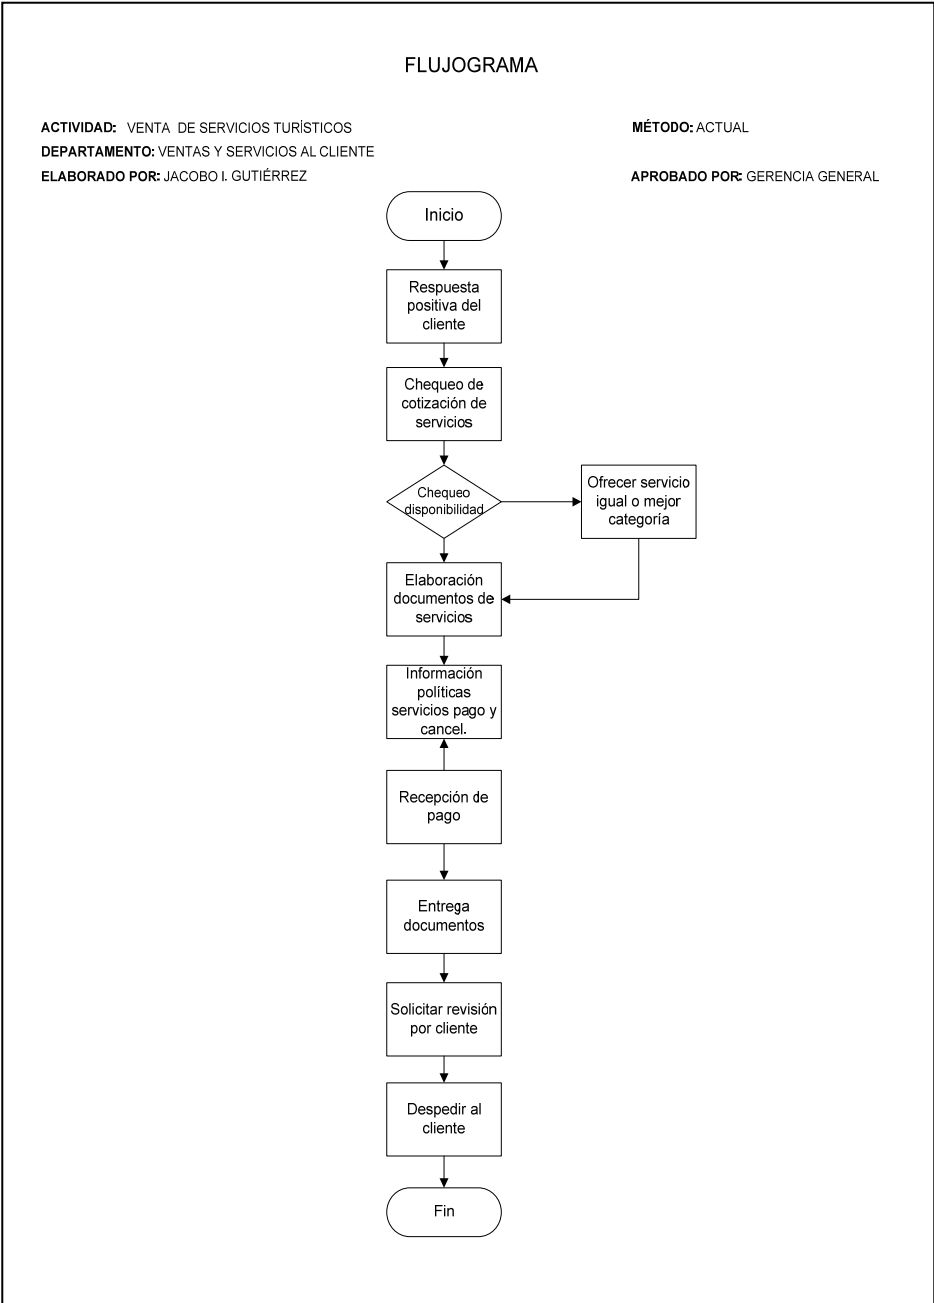 FLUJOGRAMA
ACTIVIDAD: VENTA DE SERVICIOS TURÍSTICOS
MÉTODO: ACTUAL
DEPARTAMENTO: VENTAS Y SERVICIOS AL CLIENTE
ELABORADO POR: JACOBO I. GUTIÉRREZ
APROBADO POR: GERENCIA GENERAL
Inicio
Respuesta
positiva del
cliente
Chequeo de
cotización de
servicios
Chequeo
disponibilidad
Ofrecer servicio
igual o mejor
categoría
Elaboración
documentos de
servicios
Información
políticas
servicios pago y
cancel.
Recepción de
pago
Entrega
documentos
Solicitar revisión
por cliente
Despedir al
cliente
Fin